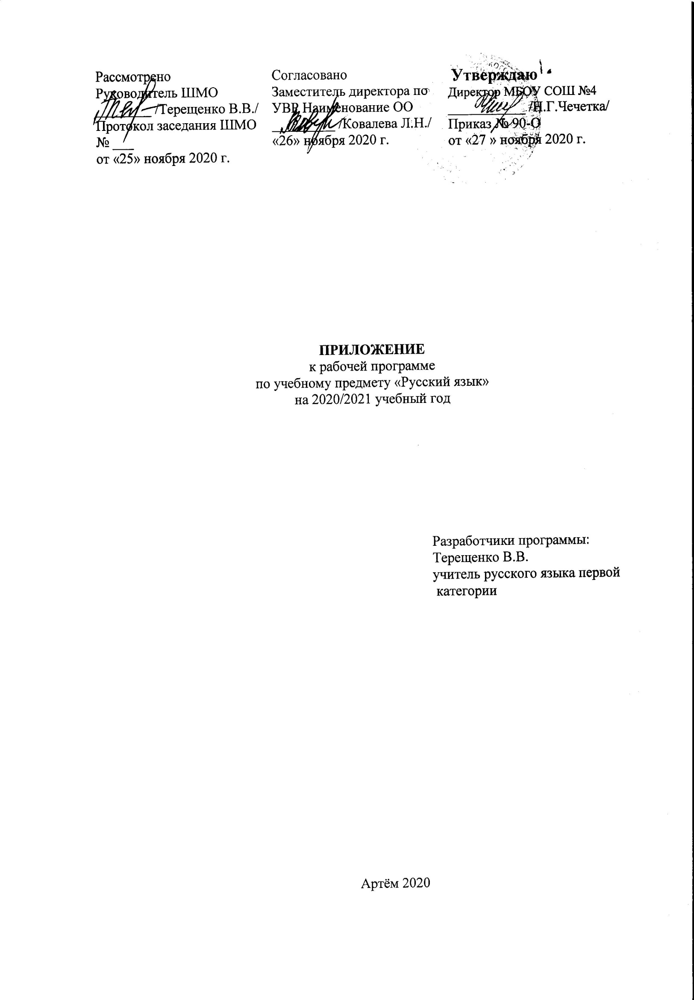 Рассмотрено
Руководитель ШМО
/Терещенко В.В./
Протокол заседания ШМО
№ ___
от «25» ноября 2020 г.
Согласовано
Заместитель директора по
УВР Наименование ОО
/Ковалева Л.Н./
«26» ноября 2020 г.
Утверждаю
Директор МБОУ СОШ №4
/Н.Г.Чечетка/
Приказ № 90-О
от «27 » ноября 2020 г.
ПРИЛОЖЕНИЕ
к рабочей программе
по учебному предмету «Русский язык»
на 2020/2021 учебный год
Разработчики программы:
Терещенко В.В.
учитель русского языка первой
категории
Артём 2020